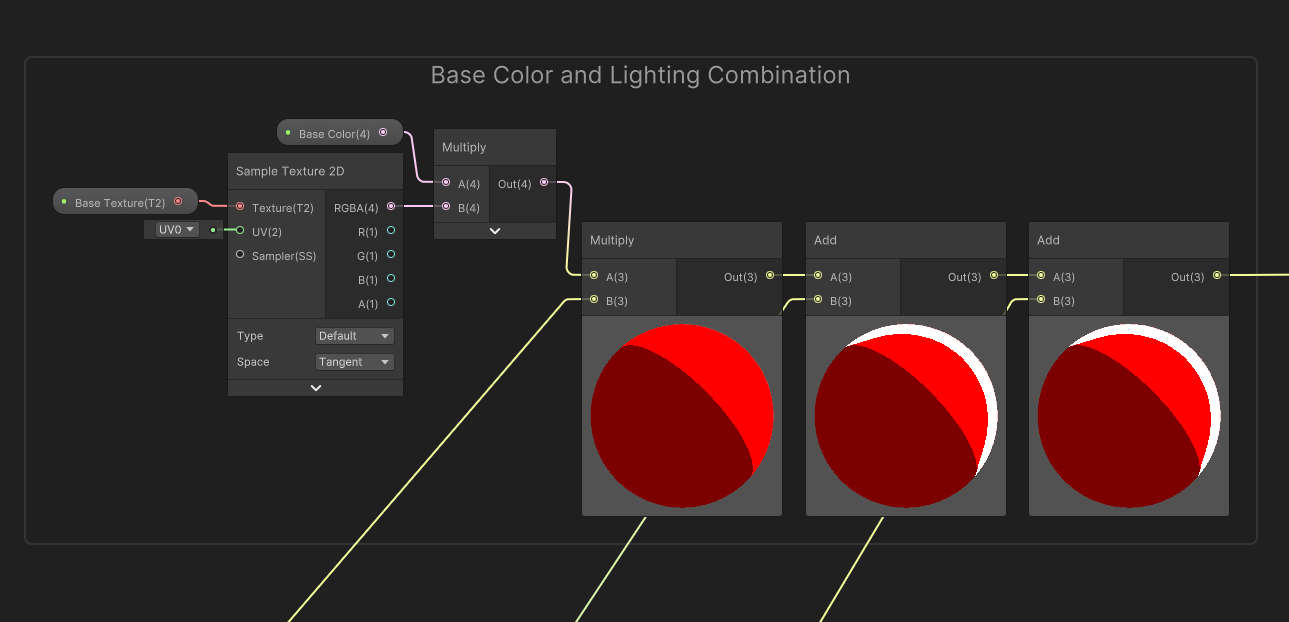 Base Color and Lighting Combination
Base Color(4)
Multiply
A(4) Out(4)
B(4)
Sample Texture 2D
Base Texture(T2)
Texture(T2) RGBA(4)
UV0
UV(2) R(1)
Sampler(SS) G(1)
B(1)
A(1)
Type Default
Space Tangent
Multiply
A(3) Out(3)
B(3)
Add
A(3) Out(3)
B(3)
Add
A(3) Out(3)
B(3)